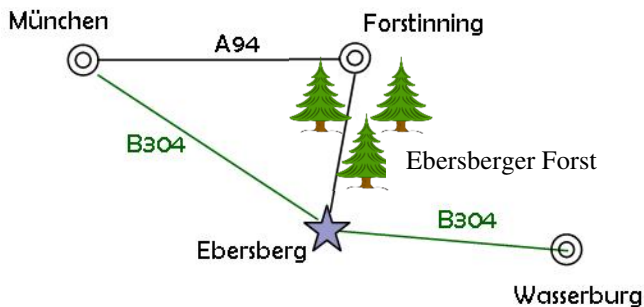 München
Forstinning
A94
B304
Ebersberger Forst
B304
Ebersberg
Wasserburg